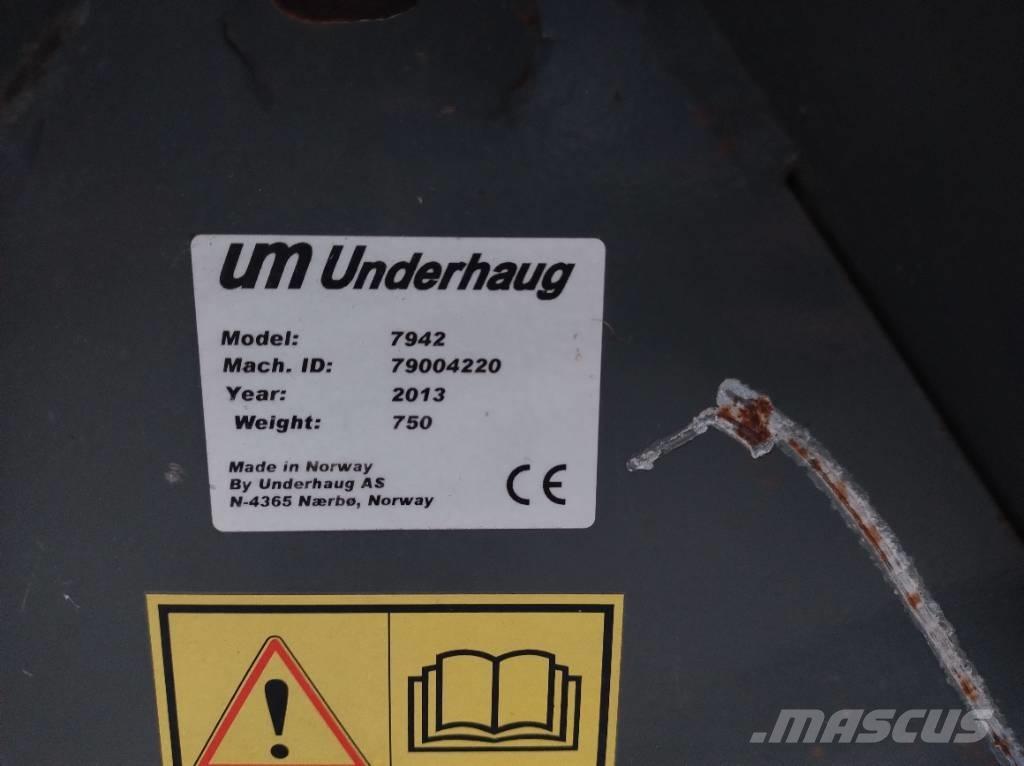 um Underhaug
Model: 7942
Mach. ID: 79004220
Year: 2013
Weight: 750
Made in Norway
By Underhaug AS
N-4365 Nærbø, Norway
CE
.MASCUS